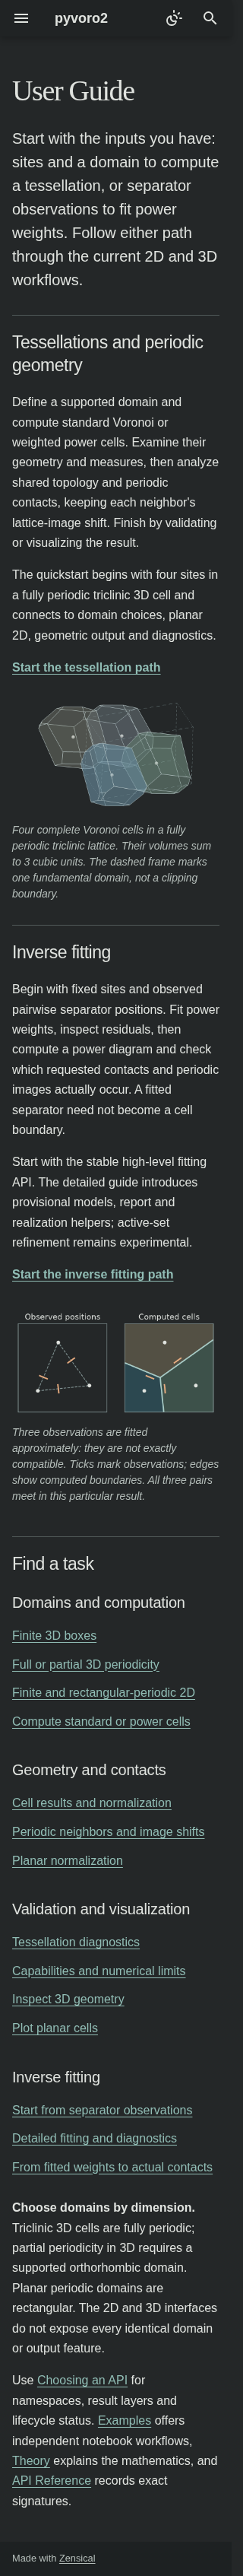 pyvoro2
User Guide
Start with the inputs you have:
sites and a domain to compute
a tessellation, or separator
observations to fit power
weights. Follow either path
through the current 2D and 3D
workflows.
Tessellations and periodic
geometry
Define a supported domain and
compute standard Voronoi or
weighted power cells. Examine their
geometry and measures, then analyze
shared topology and periodic
contacts, keeping each neighbor's
lattice-image shift. Finish by validating
or visualizing the result.
The quickstart begins with four sites in
a fully periodic triclinic 3D cell and
connects to domain choices, planar
2D, geometric output and diagnostics.
Start the tessellation path
Four complete Voronoi cells in a fully
periodic triclinic lattice. Their volumes sum
to 3 cubic units. The dashed frame marks
one fundamental domain, not a clipping
boundary.
Inverse fitting
Begin with fixed sites and observed
pairwise separator positions. Fit power
weights, inspect residuals, then
compute a power diagram and check
which requested contacts and periodic
images actually occur. A fitted
separator need not become a cell
boundary.
Start with the stable high-level fitting
API. The detailed guide introduces
provisional models, report and
realization helpers; active-set
refinement remains experimental.
Start the inverse fitting path
Observed positions
Computed cells
Three observations are fitted
approximately: they are not exactly
compatible. Ticks mark observations; edges
show computed boundaries. All three pairs
meet in this particular result.
Find a task
Domains and computation
Finite 3D boxes
Full or partial 3D periodicity
Finite and rectangular-periodic 2D
Compute standard or power cells
Geometry and contacts
Cell results and normalization
Periodic neighbors and image shifts
Planar normalization
Validation and visualization
Tessellation diagnostics
Capabilities and numerical limits
Inspect 3D geometry
Plot planar cells
Inverse fitting
Start from separator observations
Detailed fitting and diagnostics
From fitted weights to actual contacts
Choose domains by dimension.
Triclinic 3D cells are fully periodic;
partial periodicity in 3D requires a
supported orthorhombic domain.
Planar periodic domains are
rectangular. The 2D and 3D interfaces
do not expose every identical domain
or output feature.
Use Choosing an API for
namespaces, result layers and
lifecycle status. Examples offers
independent notebook workflows,
Theory explains the mathematics, and
API Reference records exact
signatures.
Made with Zensical